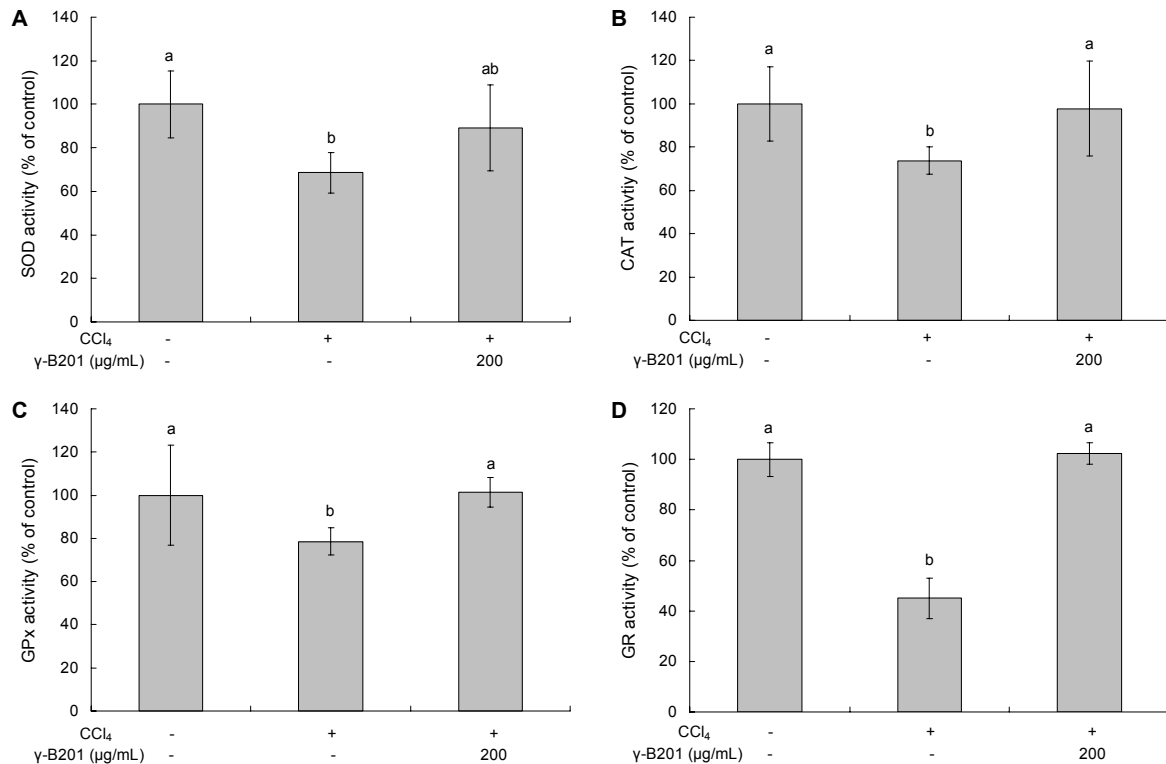 A
SOD activity (% of control)
140
120
100
80
60
40
20
0
a
b
ab
CCl₄ - + +
γ-B201 (µg/mL) - - 200
B
CAT activtiy (% of control)
140
120
100
80
60
40
20
0
a
b
a
CCl₄ - + +
γ-B201 (µg/mL) - - 200
C
GPx activity (% of control)
140
120
100
80
60
40
20
0
a
b
a
CCl₄ - + +
γ-B201 (µg/mL) - - 200
D
GR activity (% of control)
120
100
80
60
40
20
0
a
b
a
CCl₄ - + +
γ-B201 (µg/mL) - - 200